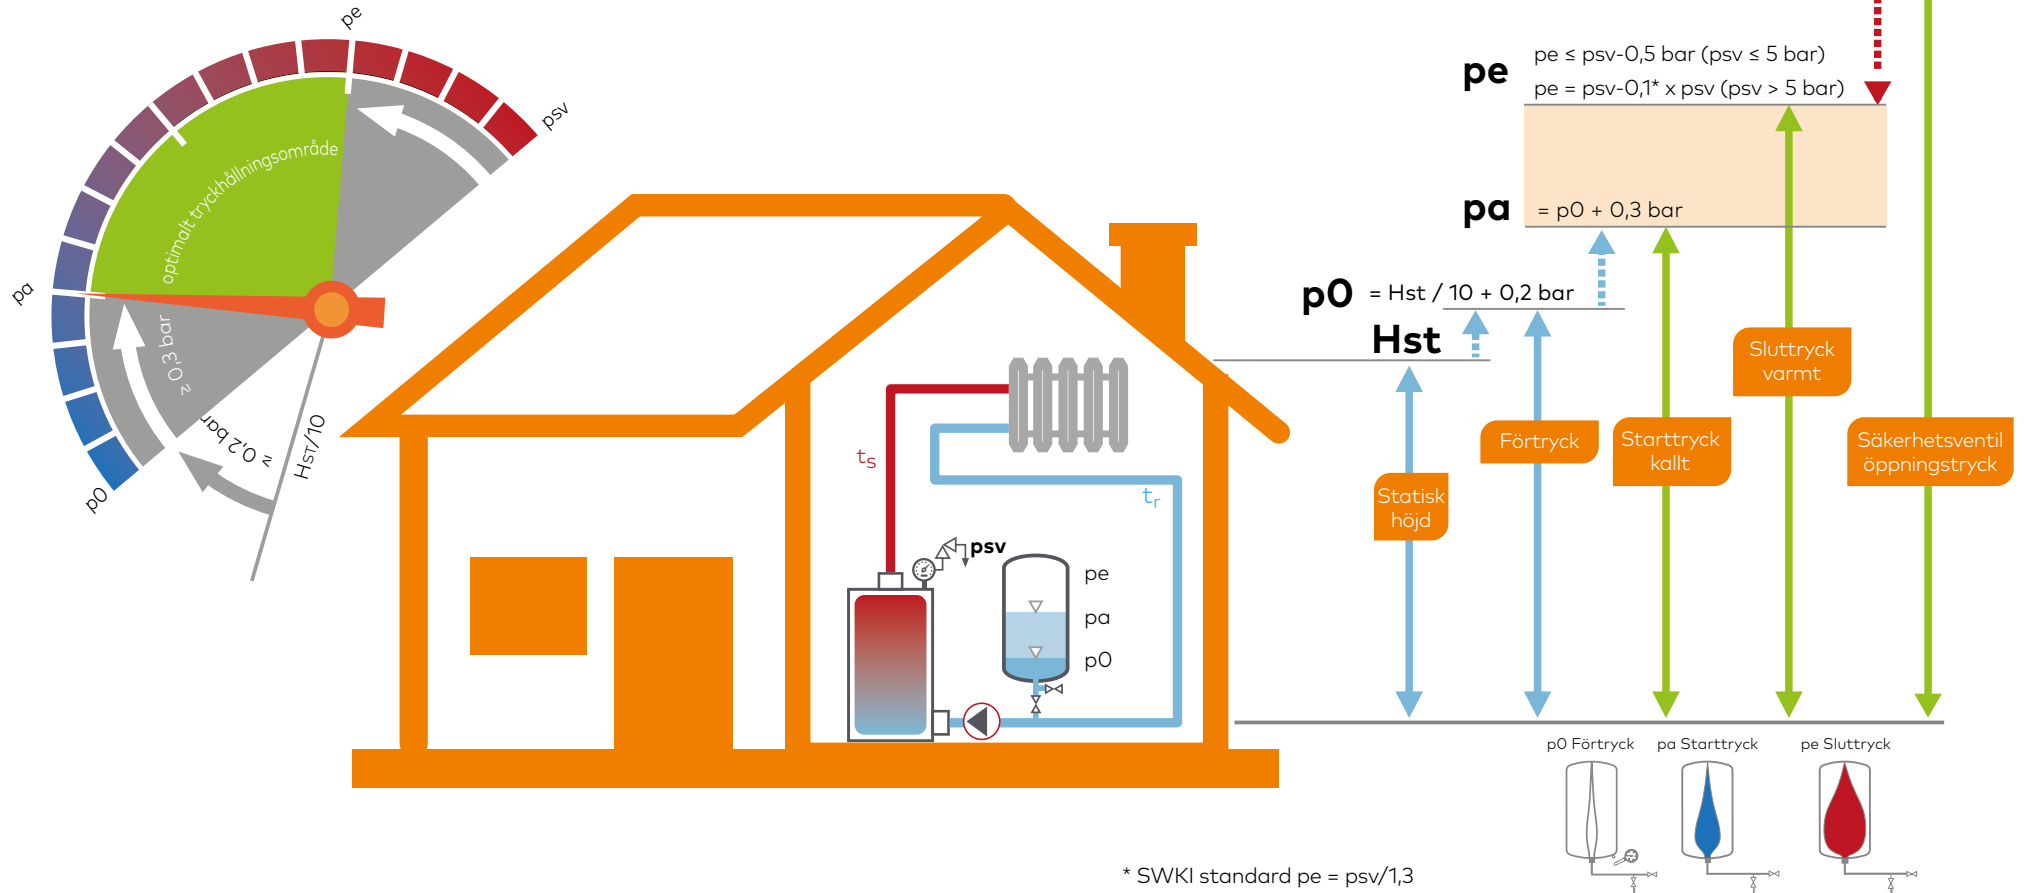 pe
psv
optimalt tryckhållningsområde
pa
≥ 0,3 bar
≥ 0,2 bar
HST/10
p0
pe
pe ≤ psv-0,5 bar (psv ≤ 5 bar)
pe = psv-0,1* x psv (psv > 5 bar)
pa = p0 + 0,3 bar
p0 = Hst / 10 + 0,2 bar
Hst
Sluttryck
varmt
Förtryck
Starttryck
kallt
Säkerhetsventil
öppningstryck
Statisk
höjd
ts
tr
psv
pe
pa
p0
p0 Förtryck
pa Starttryck
pe Sluttryck
* SWKI standard pe = psv/1,3